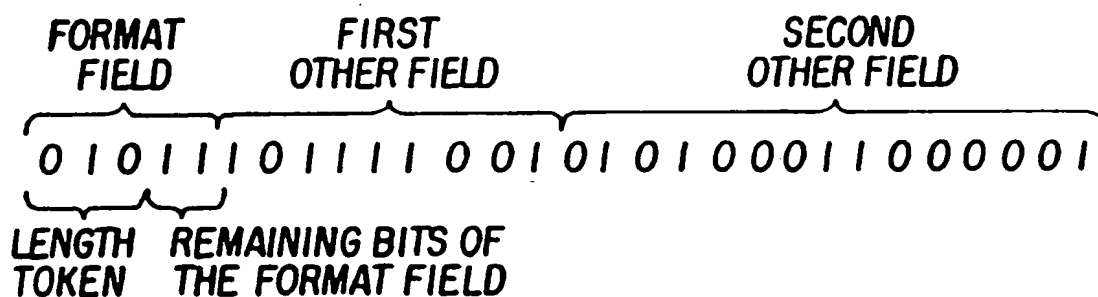 FORMAT FIRST SECOND
FIELD OTHER FIELD OTHER FIELD
0 1 0 1 1 1 0 1 1 1 1 0 0 1 0 1 0 1 0 0 0 1 1 0 0 0 0 0 1
LENGTH REMAINING BITS OF
TOKEN THE FORMAT FIELD